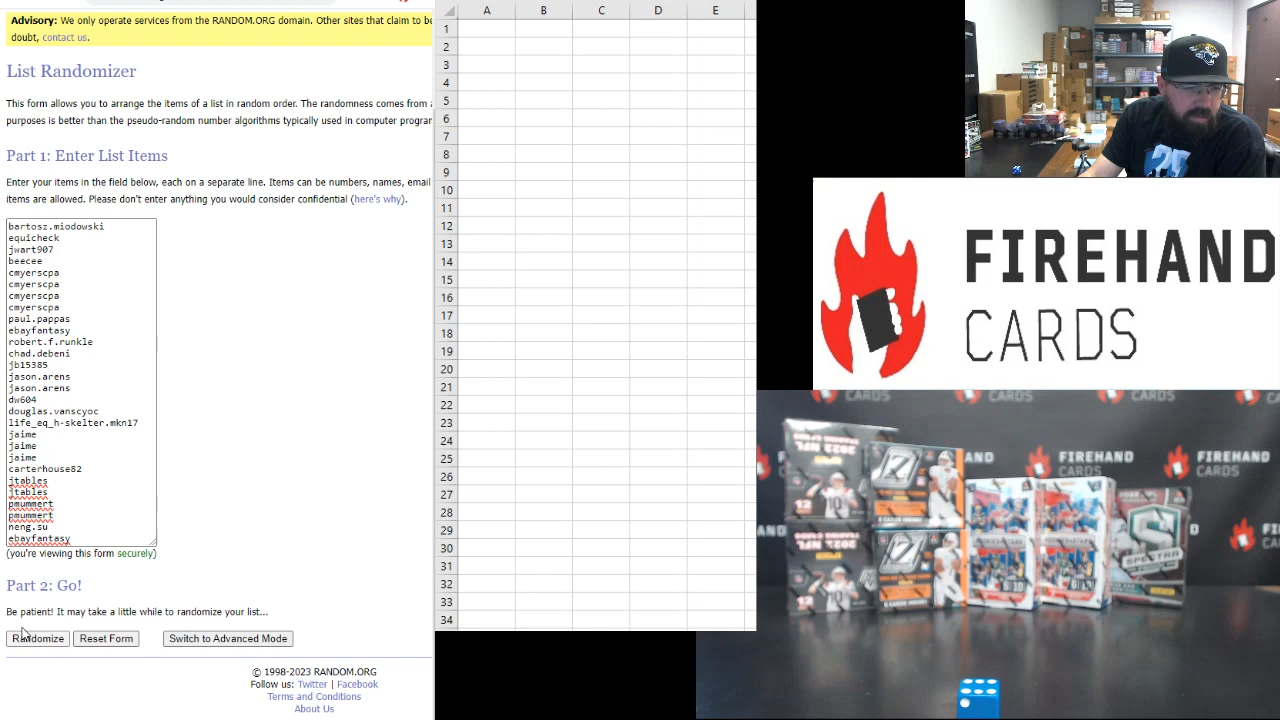 Advisory: We only operate services from the RANDOM.ORG domain. Other sites that claim to be
doubt, contact us.
List Randomizer
This form allows you to arrange the items of a list in random order. The randomness comes from
purposes is better than the pseudo-random number algorithms typically used in computer program
Part 1: Enter List Items
Enter your items in the field below, each on a separate line. Items can be numbers, names, email
items are allowed. Please don't enter anything you would consider confidential (here's why).
bartosz.miodowski
equicheck
jwart907
beecee
cmyerscpa
cmyerscpa
cmyerscpa
cmyerscpa
paul.pappas
ebayfantasy
robert.f.runkle
chad.debeni
jb15385
jason.arens
jason.arens
dw604
douglas.vanscyoc
life_eq_h-skelter.mkn17
jaime
jaime
jaime
carterhouse82
jtables
jtables
pmummert
pmummert
neng.su
ebayfantasy
(you're viewing this form securely)
Part 2: Go!
Be patient! It may take a little while to randomize your list...
Randomize Reset Form Switch to Advanced Mode
© 1998-2023 RANDOM.ORG
Follow us: Twitter | Facebook
Terms and Conditions
About Us
A B C D E
1
2
3
4
5
6
7
8
9
10
11
12
13
14
15
16
17
18
19
20
21
22
23
24
25
26
27
28
29
30
31
32
33
34
FIREHAND
CARDS
FIREHAND
CARDS
FIREHAND
CARDS